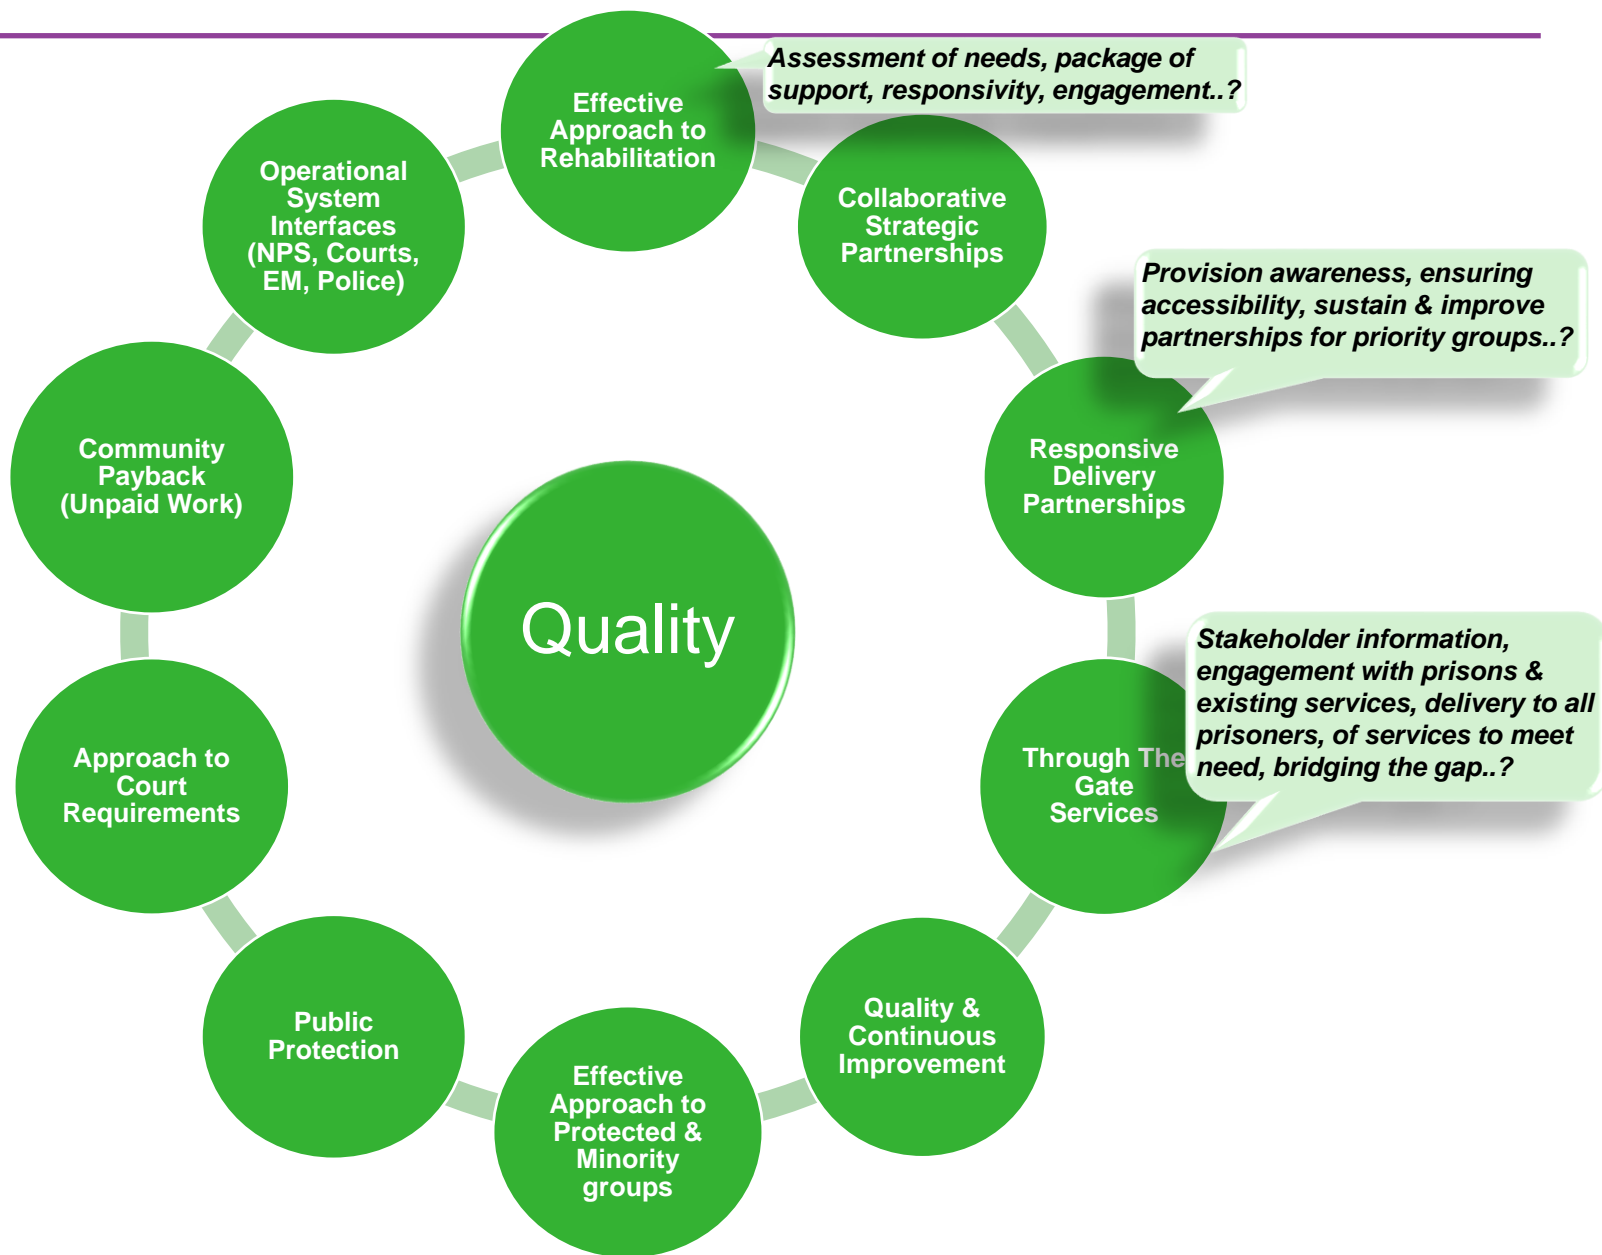 Effective
Approach to
Rehabilitation
Assessment of needs, package of
support, responsivity, engagement..?
Collaborative
Strategic
Partnerships
Provision awareness, ensuring
accessibility, sustain & improve
partnerships for priority groups..?
Responsive
Delivery
Partnerships
Stakeholder information,
engagement with prisons &
existing services, delivery to all
prisoners, of services to meet
need, bridging the gap..?
Through The
Gate
Services
Quality &
Continuous
Improvement
Effective
Approach to
Protected &
Minority
groups
Public
Protection
Approach to
Court
Requirements
Community
Payback
(Unpaid Work)
Operational
System
Interfaces
(NPS, Courts,
EM, Police)
Quality